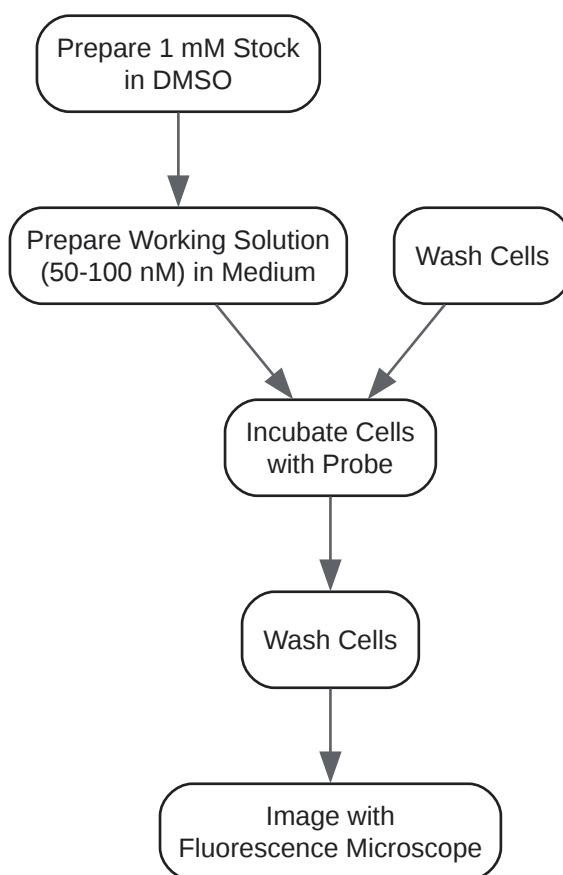 Prepare 1 mM Stock
in DMSO
Prepare Working Solution
(50-100 nM) in Medium
Wash Cells
Incubate Cells
with Probe
Wash Cells
Image with
Fluorescence Microscope